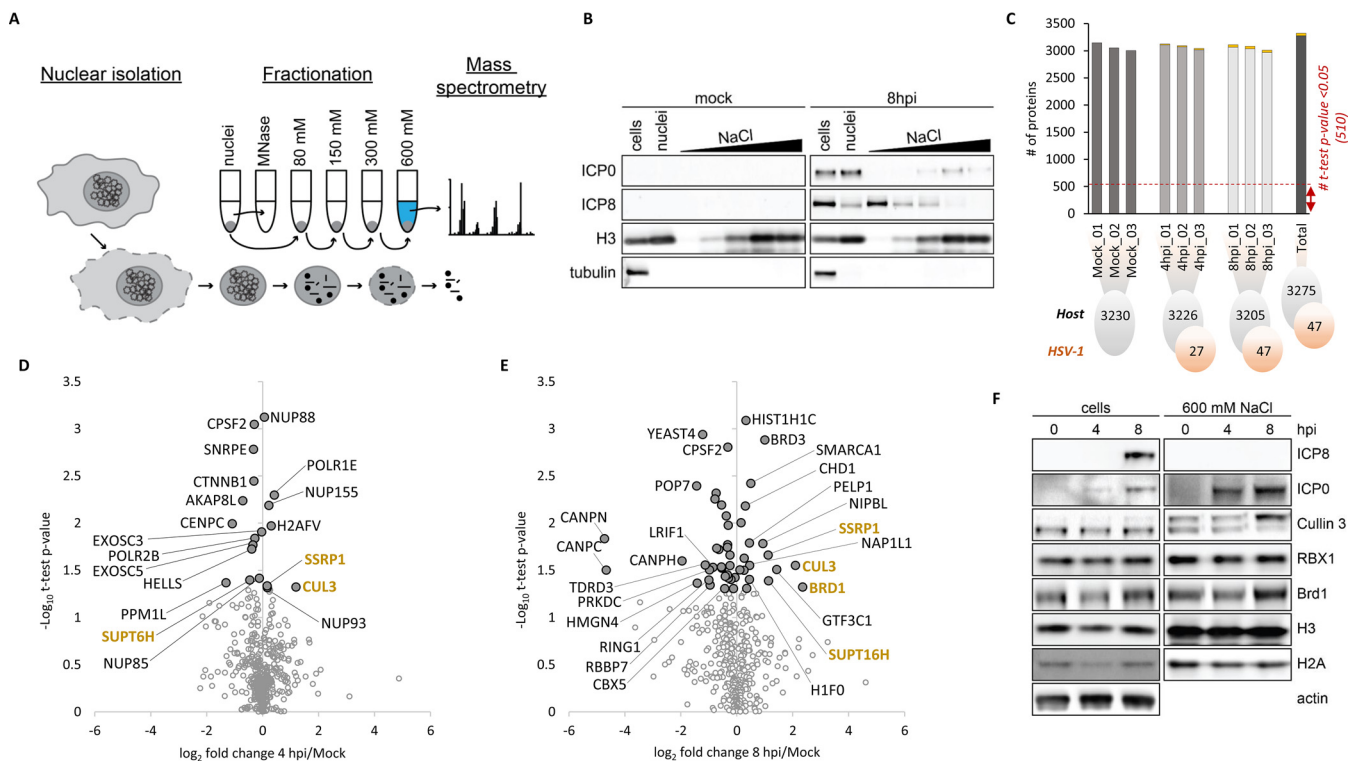 A
Nuclear isolation
Fractionation
Mass
spectrometry
nuclei
MNase
80 mM
150 mM
300 mM
600 mM
B
mock
8hpi
cells
nuclei
NaCl
cells
nuclei
NaCl
ICP0
ICP8
H3
tubulin
C
# of proteins
3500
3000
2500
2000
1500
1000
500
0
# t-test p-value <0.05
(510)
Mock_01
Mock_02
Mock_03
4hpi_01
4hpi_02
4hpi_03
8hpi_01
8hpi_02
8hpi_03
Total
Host
3230
3226
3205
3275
HSV-1
27
47
47
D
-Log10 t-test p-value
3.5
3
2.5
2
1.5
1
0.5
0
NUP88
CPSF2
SNRPE
CTNNB1
POLR1E
AKAP8L
NUP155
CENPC
H2AFV
EXOSC3
POLR2B
EXOSC5
SSRP1
HELLS
CUL3
PPM1L
NUP93
SUPT6H
NUP85
-6
-4
-2
0
2
4
6
log2 fold change 4 hpi/Mock
E
-Log10 t-test p-value
3.5
3
2.5
2
1.5
1
0.5
0
HIST1H1C
YEAST4
BRD3
CPSF2
SMARCA1
CHD1
POP7
PELP1
NIPBL
CANPN
LRIF1
SSRP1
CANPC
NAP1L1
CANPH
CUL3
TDRD3
BRD1
PRKDC
HMGN4
GTF3C1
RING1
SUPT16H
RBBP7
CBX5
H1F0
-6
-4
-2
0
2
4
6
log2 fold change 8 hpi/Mock
F
cells
600 mM NaCl
0
4
8
0
4
8
hpi
ICP8
ICP0
Cullin 3
RBX1
Brd1
H3
H2A
actin